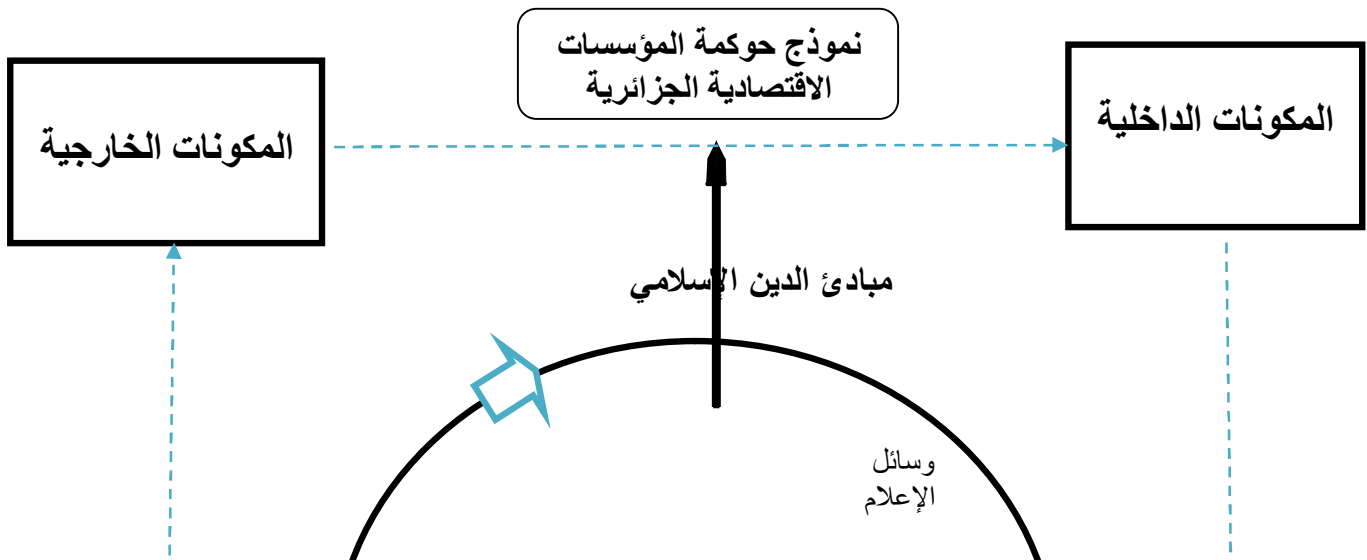 نموذج حوكمة المؤسسات
الاقتصادية الجزائرية
المكونات الداخلية
المكونات الخارجية
مبادئ الدين الإسلامي
وسائل
الإعلام